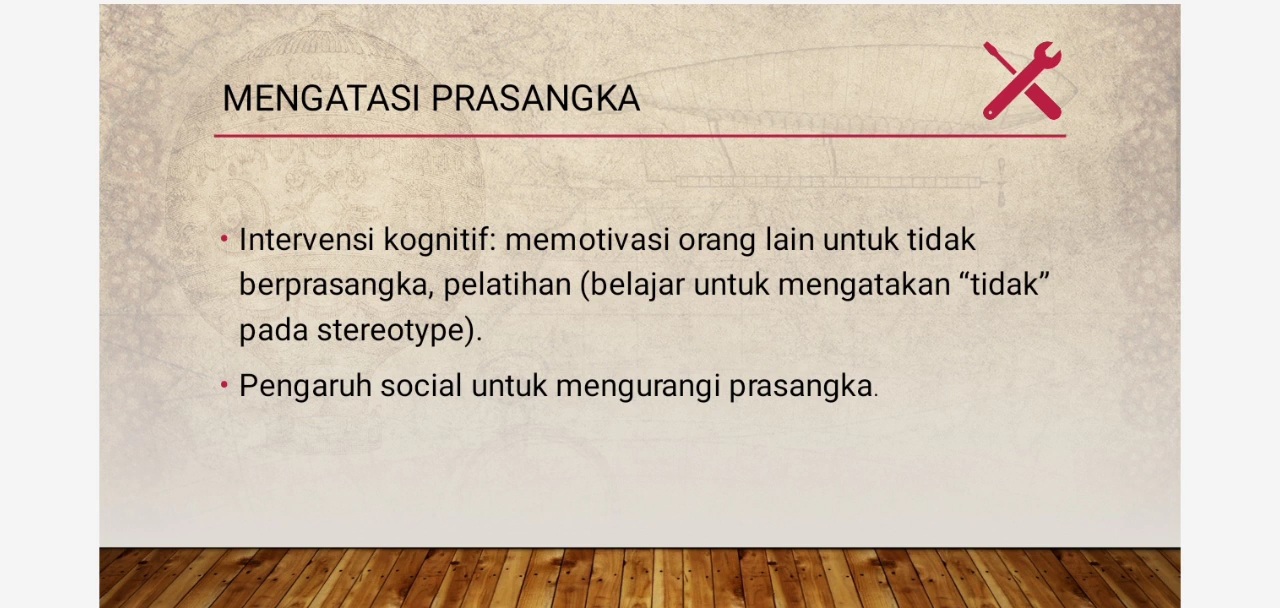 MENGATASI PRASANGKA
• Intervensi kognitif: memotivasi orang lain untuk tidak
berprasangka, pelatihan (belajar untuk mengatakan “tidak”
pada stereotype).
• Pengaruh social untuk mengurangi prasangka.